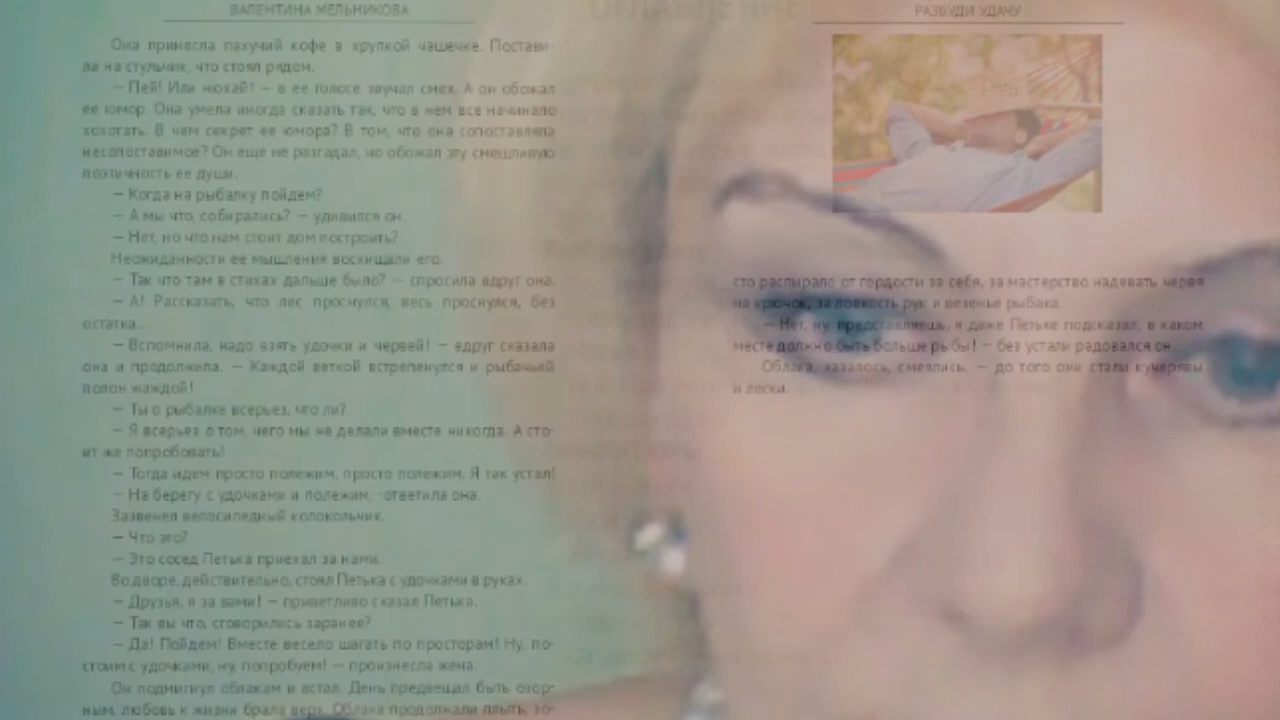 ВАЛЕНТИНА МЕЛЬНИКОВА
Она принесла пахучий кофе в хрупкой чашечке. Постави-
ла на стульчик, что стоял рядом.
— Пей! Или нюхай! — в ее голосе звучал смех. А он обожал
ее юмор. Она умела иногда сказать так, что в нем все начинало
хохотать. В чем секрет ее юмора? В том, что она сопоставляла
несопоставимое? Он еще не разгадал, но обожал эту смешливую
поэтичность ее души.
— Когда на рыбалку пойдем?
— А мы что, собирались? — удивился он.
— Нет, но что нам стоит дом построить?
Неожиданности ее мышления восхищали его.
— Так что там в стихах дальше было? — спросила вдруг она.
— А! Рассказать, что лес проснулся, весь проснулся, без
остатка...
— Вспомнила, надо взять удочки и червей! — вдруг сказала
она и продолжила. — Каждой веткой встрепенулся и рыбачьей
полон жаждой!
— Ты о рыбалке всерьез, что ли?
— Я всерьез о том, чего мы не делали вместе никогда. А сто-
ит же попробовать!
— Тогда идем просто полежим, просто полежим. Я так устал!
— На берегу с удочками и полежим, -ответила она.
Зазвенел велосипедный колокольчик.
— Что это?
— Это сосед Петька приехал за нами.
Во дворе, действительно, стоял Петька с удочками в руках.
— Друзья, я за вами! — приветливо сказал Петька.
— Так вы что, сговорились заранее?
— Да! Пойдем! Вместе весело шагать по просторам! Ну, по-
стоим с удочками, ну, попробуем! — произнесла жена.
Он подмигнул облакам и встал. День предвещал быть озор-
ным, любовь к жизни брала верх. Облака продолжали плыть, зо-
ОГЛАВЛЕНИЕ
РАЗБУДИ УДАЧУ
сто распирало от гордости за себя, за мастерство надевать червя
на крючок, за ловкость рук и везенье рыбака.
— Нет, ну, представляешь, я даже Петьке подсказал, в каком
месте должно быть больше рыбы! — без устали радовался он.
Облака, казалось, смеялись, — до того они стали кучерявы
и легки.